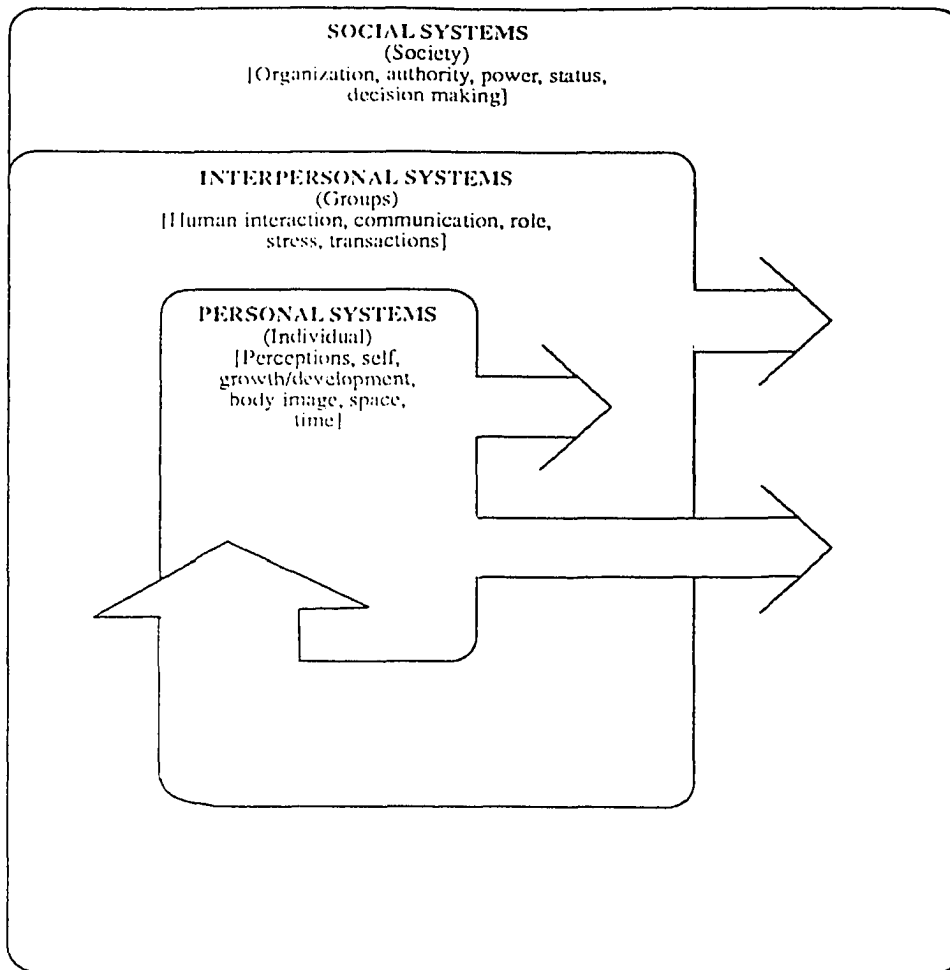 SOCIAL SYSTEMS
(Society)
[Organization, authority, power, status,
decision making]
INTERPERSONAL SYSTEMS
(Groups)
[Human interaction, communication, role,
stress, transactions]
PERSONAL SYSTEMS
(Individual)
[Perceptions, self,
growth/development,
body image, space,
time]